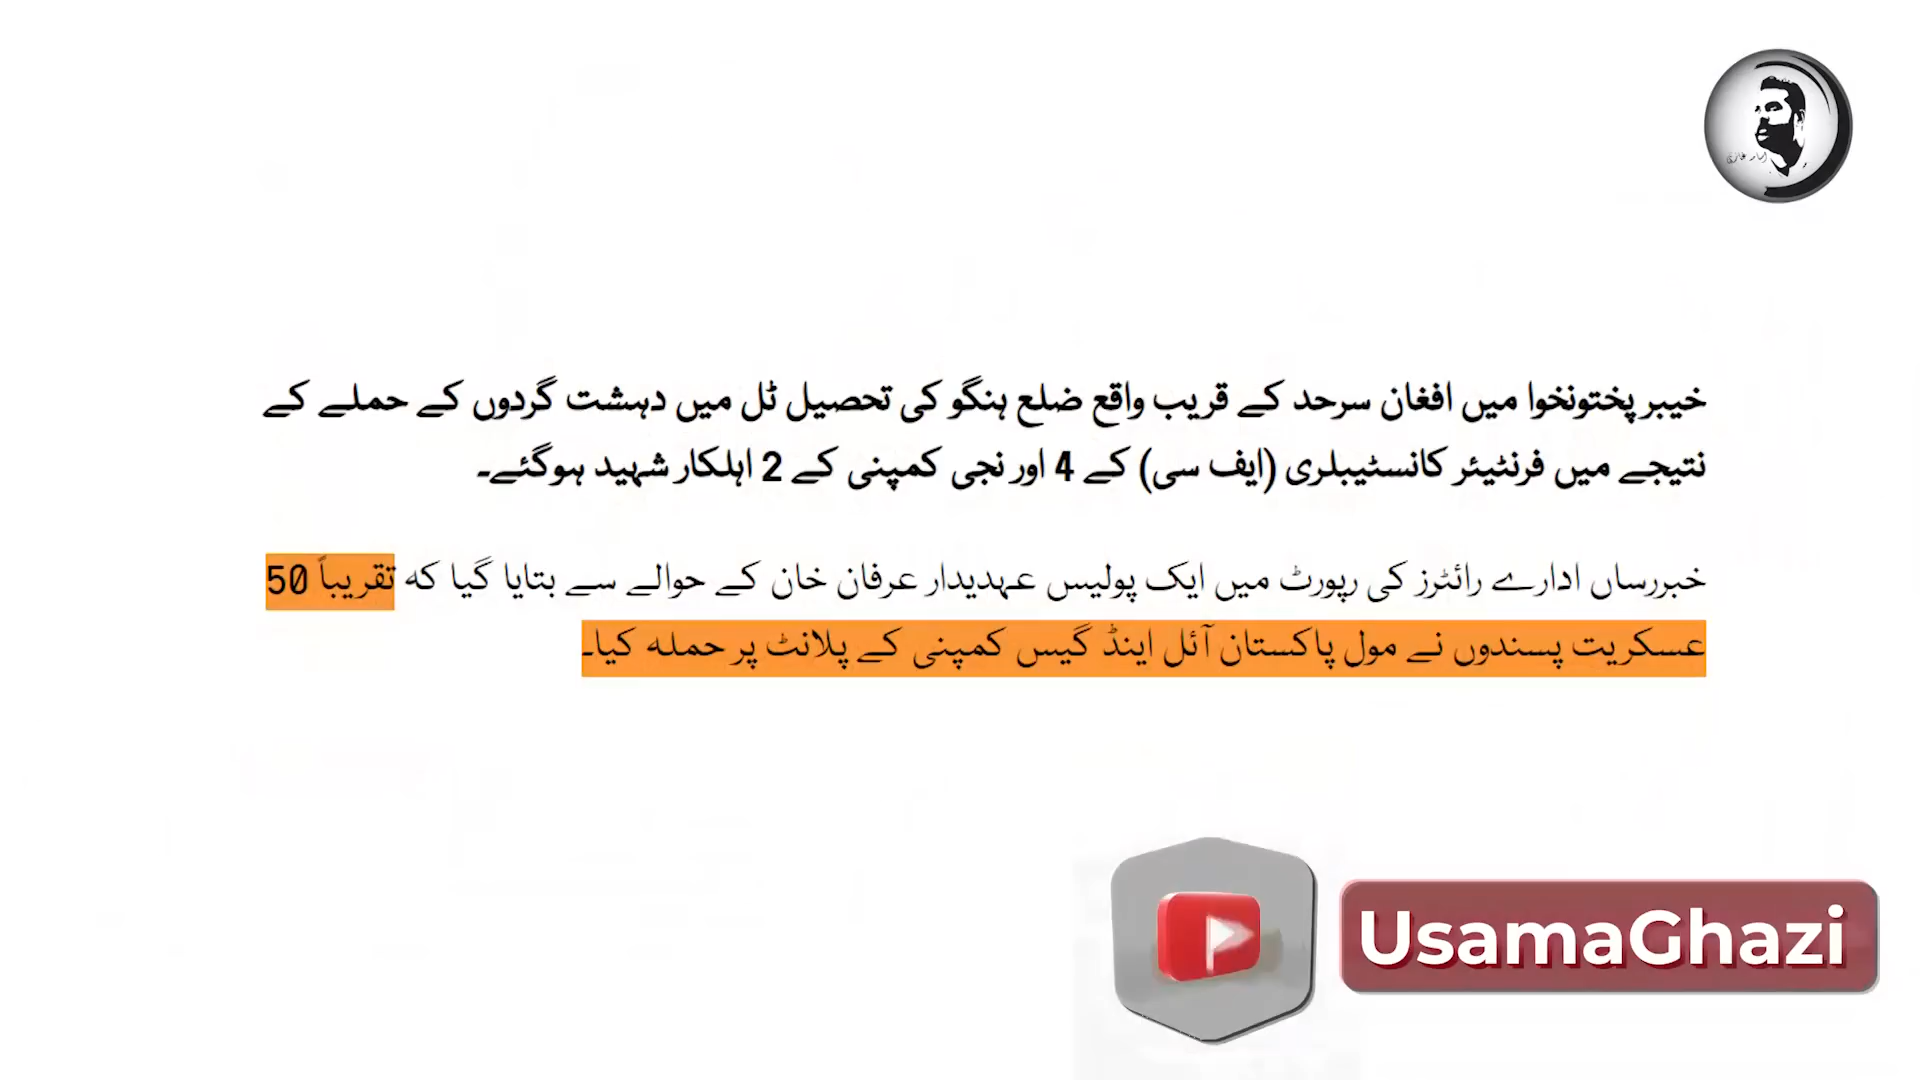 خیبر پختونخوا میں افغان سرحد کے قریب واقع ضلع ہنگو کی تحصیل ٹل میں دہشت گردوں کے حملے کے
نتیجے میں فرنٹیئر کانسٹیبلری (ایف سی) کے 4 اور نجی کمپنی کے 2 اہلکار شہید ہوگئے۔
خبررساں ادارے رائٹرز کی رپورٹ میں ایک پولیس عہدیدار عرفان خان کے حوالے سے بتایا گیا کہ تقریباً 50
عسکریت پسندوں نے مول پاکستان آئل اینڈ گیس کمپنی کے پلانٹ پر حملہ کیا۔
UsamaGhazi